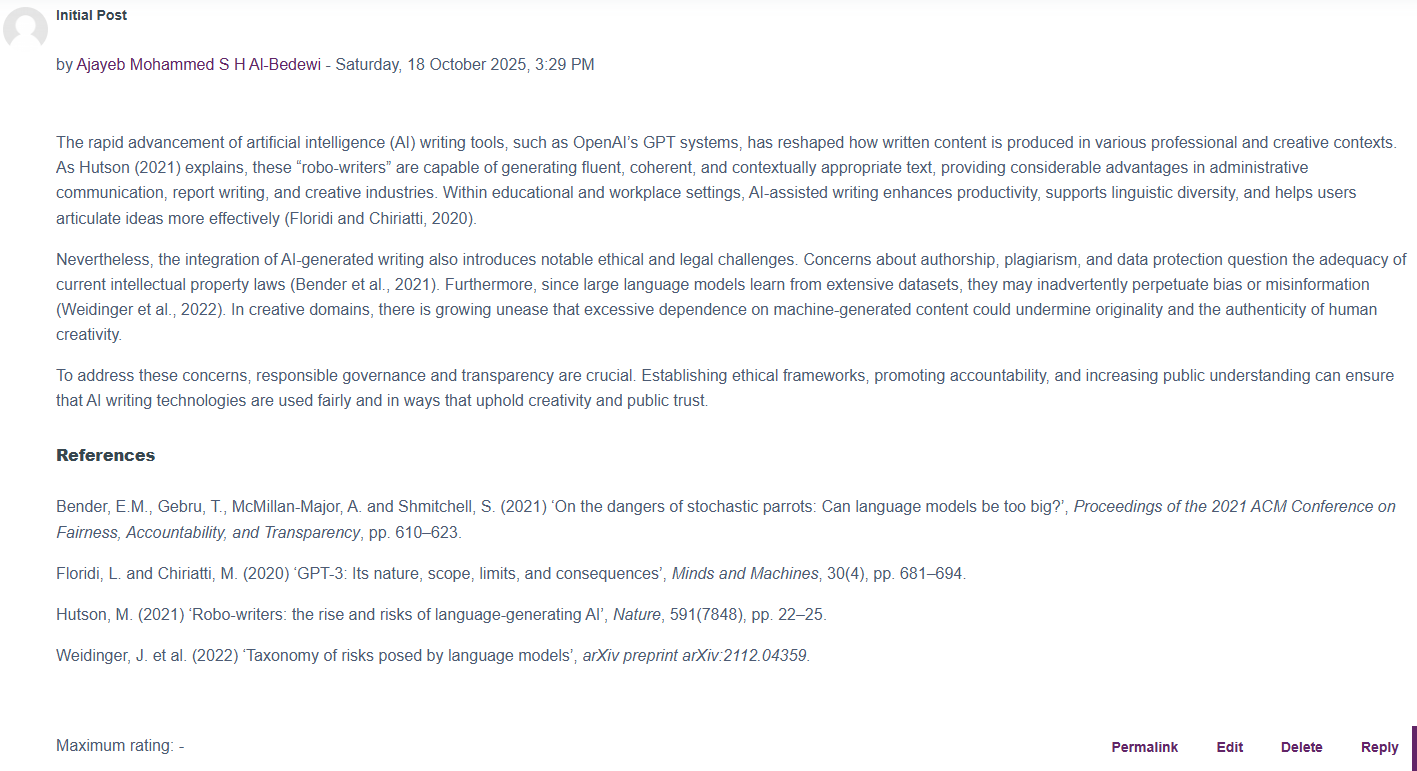 Initial Post
by Ajayeb Mohammed S H Al-Bedewi - Saturday, 18 October 2025, 3:29 PM
The rapid advancement of artificial intelligence (AI) writing tools, such as OpenAI’s GPT systems, has reshaped how written content is produced in various professional and creative contexts.
As Hutson (2021) explains, these “robo-writers” are capable of generating fluent, coherent, and contextually appropriate text, providing considerable advantages in administrative
communication, report writing, and creative industries. Within educational and workplace settings, AI-assisted writing enhances productivity, supports linguistic diversity, and helps users
articulate ideas more effectively (Floridi and Chiriatti, 2020).
Nevertheless, the integration of AI-generated writing also introduces notable ethical and legal challenges. Concerns about authorship, plagiarism, and data protection question the adequacy of
current intellectual property laws (Bender et al., 2021). Furthermore, since large language models learn from extensive datasets, they may inadvertently perpetuate bias or misinformation
(Weidinger et al., 2022). In creative domains, there is growing unease that excessive dependence on machine-generated content could undermine originality and the authenticity of human
creativity.
To address these concerns, responsible governance and transparency are crucial. Establishing ethical frameworks, promoting accountability, and increasing public understanding can ensure
that AI writing technologies are used fairly and in ways that uphold creativity and public trust.
References
Bender, E.M., Gebru, T., McMillan-Major, A. and Shmitchell, S. (2021) ‘On the dangers of stochastic parrots: Can language models be too big?’, Proceedings of the 2021 ACM Conference on
Fairness, Accountability, and Transparency, pp. 610–623.
Floridi, L. and Chiriatti, M. (2020) ‘GPT-3: Its nature, scope, limits, and consequences’, Minds and Machines, 30(4), pp. 681–694.
Hutson, M. (2021) ‘Robo-writers: the rise and risks of language-generating AI’, Nature, 591(7848), pp. 22–25.
Weidinger, J. et al. (2022) ‘Taxonomy of risks posed by language models’, arXiv preprint arXiv:2112.04359.
Maximum rating: -
Permalink Edit Delete Reply